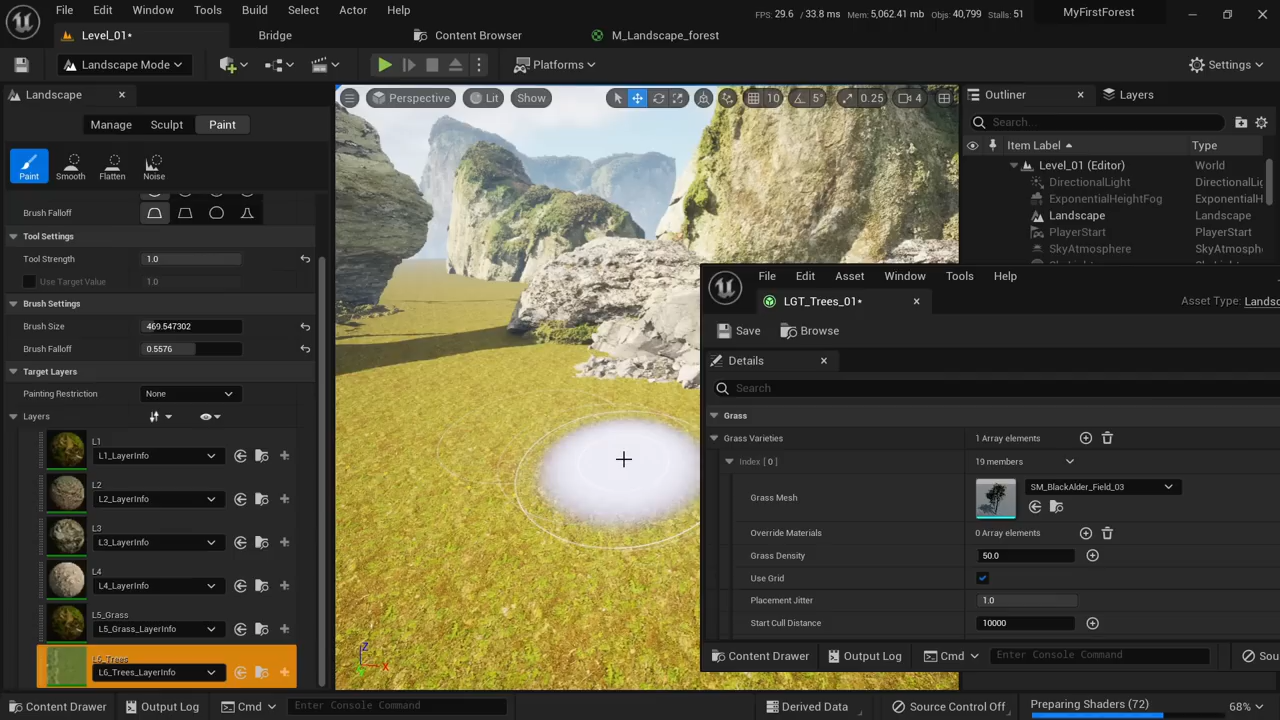 File Edit Window Tools Build Select Actor Help
FPS: 29.6 / 33.8 ms Mem: 5,062.41 mb Objs: 40,799 Stalls: 51
MyFirstForest
Level_01* Bridge Content Browser M_Landscape_forest
Landscape Mode Platforms Settings
Landscape
Manage Sculpt Paint
Paint Smooth Flatten Noise
Brush Falloff
Tool Settings
Tool Strength 1.0
Use Target Value 1.0
Brush Settings
Brush Size 469.547302
Brush Falloff 0.5576
Target Layers
Painting Restriction None
Layers
L1
L1_LayerInfo
L2
L2_LayerInfo
L3
L3_LayerInfo
L4
L4_LayerInfo
L5_Grass
L5_Grass_LayerInfo
L6_Trees
L6_Trees_LayerInfo
Perspective Lit Show 10 5° 0.25 4
Z
X
Outliner Layers
Search...
Item Label Type
Level_01 (Editor) World
DirectionalLight DirectionalLi
ExponentialHeightFog ExponentialH
Landscape Landscape
PlayerStart PlayerStart
SkyAtmosphere SkyAtmosph
File Edit Asset Window Tools Help
LGT_Trees_01*
Asset Type: Landsc
Save Browse
Details
Search
Grass
Grass Varieties 1 Array elements
Index [ 0 ] 19 members
Grass Mesh SM_BlackAlder_Field_03
Override Materials 0 Array elements
Grass Density 50.0
Use Grid
Placement Jitter 1.0
Start Cull Distance 10000
Content Drawer Output Log Cmd Enter Console Command Sou
Content Drawer Output Log Cmd Enter Console Command Derived Data Source Control Off Preparing Shaders (72) 68%